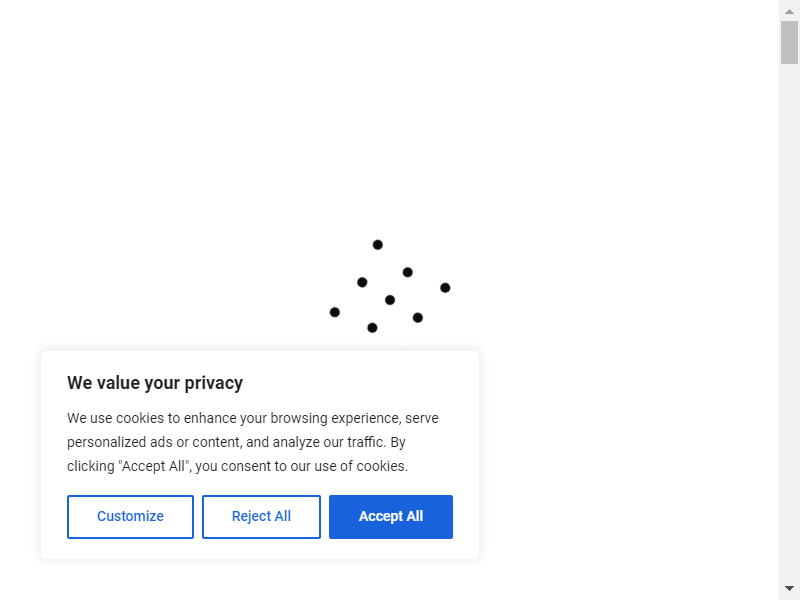 We value your privacy
We use cookies to enhance your browsing experience, serve
personalized ads or content, and analyze our traffic. By
clicking "Accept All", you consent to our use of cookies.
Customize
Reject All
Accept All